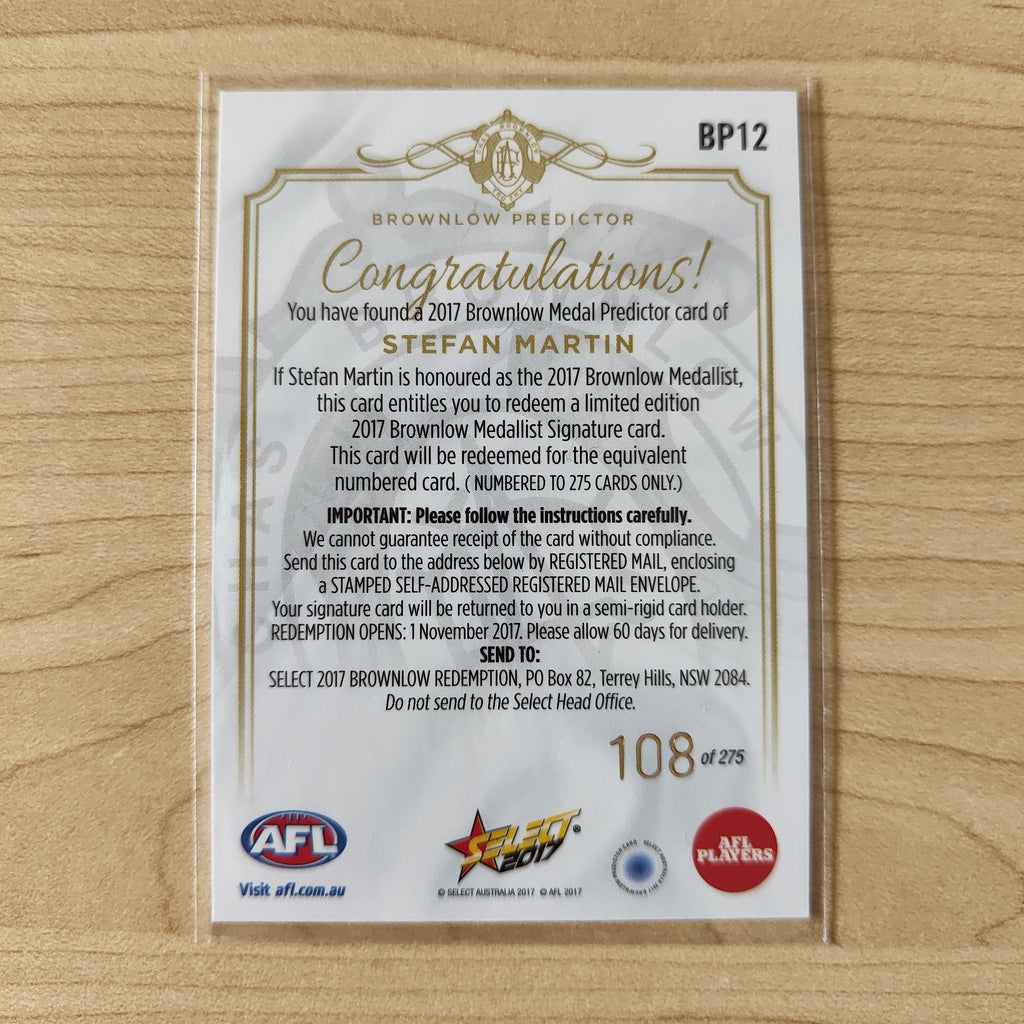 BP12
BROWNLOW PREDICTOR
Congratulations!
You have found a 2017 Brownlow Medal Predictor card of
STEFAN MARTIN
If Stefan Martin is honoured as the 2017 Brownlow Medallist,
this card entitles you to redeem a limited edition
2017 Brownlow Medallist Signature card.
This card will be redeemed for the equivalent
numbered card. ( NUMBERED TO 275 CARDS ONLY.)
IMPORTANT: Please follow the instructions carefully.
We cannot guarantee receipt of the card without compliance.
Send this card to the address below by REGISTERED MAIL, enclosing
a STAMPED SELF-ADDRESSED REGISTERED MAIL ENVELOPE.
Your signature card will be returned to you in a semi-rigid card holder.
REDEMPTION OPENS: 1 November 2017. Please allow 60 days for delivery.
SEND TO:
SELECT 2017 BROWNLOW REDEMPTION, PO Box 82, Terrey Hills, NSW 2084.
Do not send to the Select Head Office.
108 of 275
AFL
Visit afl.com.au
SELECT®
2017
© SELECT AUSTRALIA 2017 © AFL 2017
AFL
PLAYERS